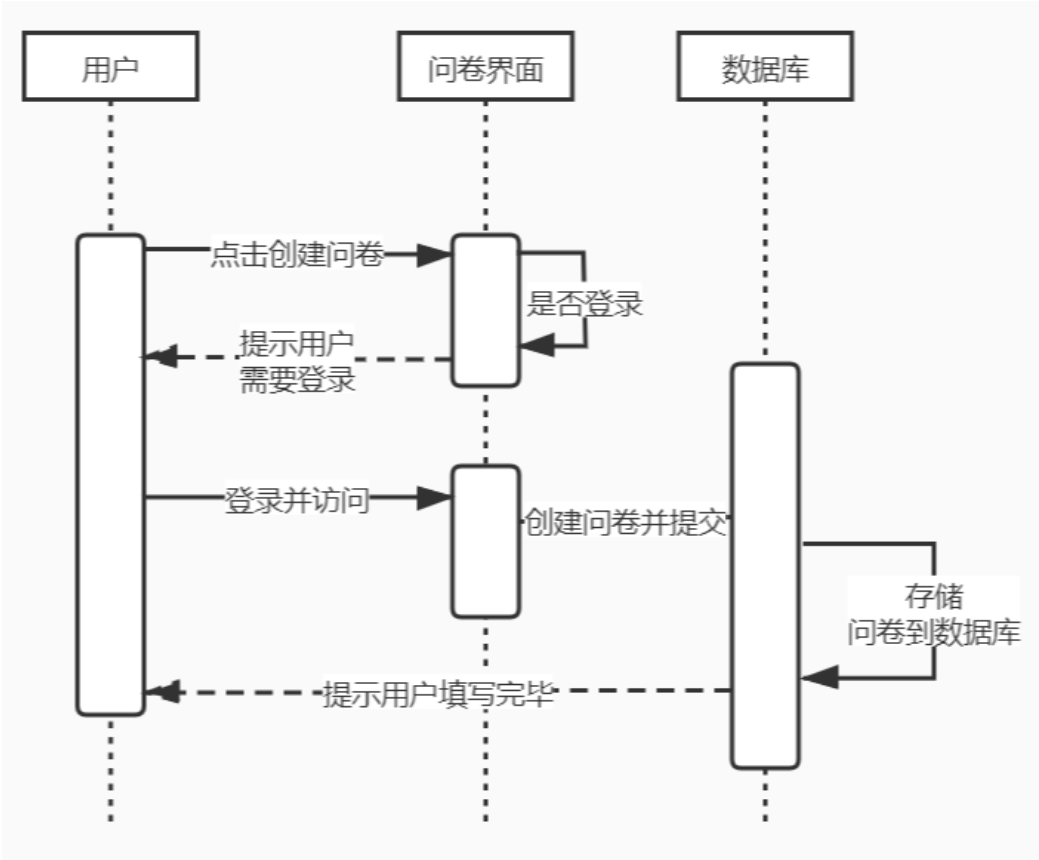 用户
问卷界面
数据库
点击创建问卷
是否登录
提示用户
需要登录
登录并访问
创建问卷并提交
存储
问卷到数据库
提示用户填写完毕